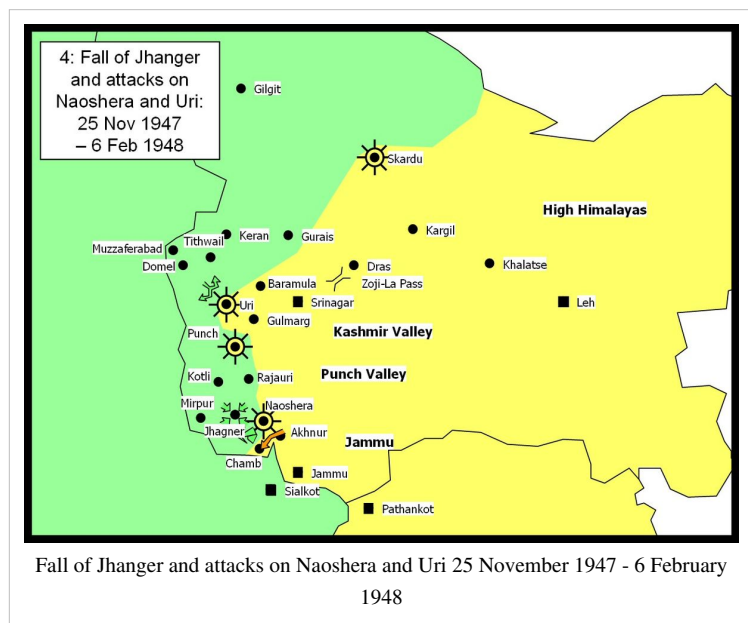 4: Fall of Jhanger
and attacks on
Naoshera and Uri:
25 Nov 1947
– 6 Feb 1948
Gilgit
Skardu
High Himalayas
Keran
Gurais
Kargil
Tithwail
Muzzaferabad
Domel
Dras
Khalatse
Baramula
Zoji-La Pass
Uri
Srinagar
Leh
Gulmarg
Kashmir Valley
Punch
Punch Valley
Kotli
Rajauri
Mirpur
Naoshera
Jhagner
Akhnur
Jammu
Chamb
Jammu
Sialkot
Pathankot
Fall of Jhanger and attacks on Naoshera and Uri 25 November 1947 - 6 February
1948